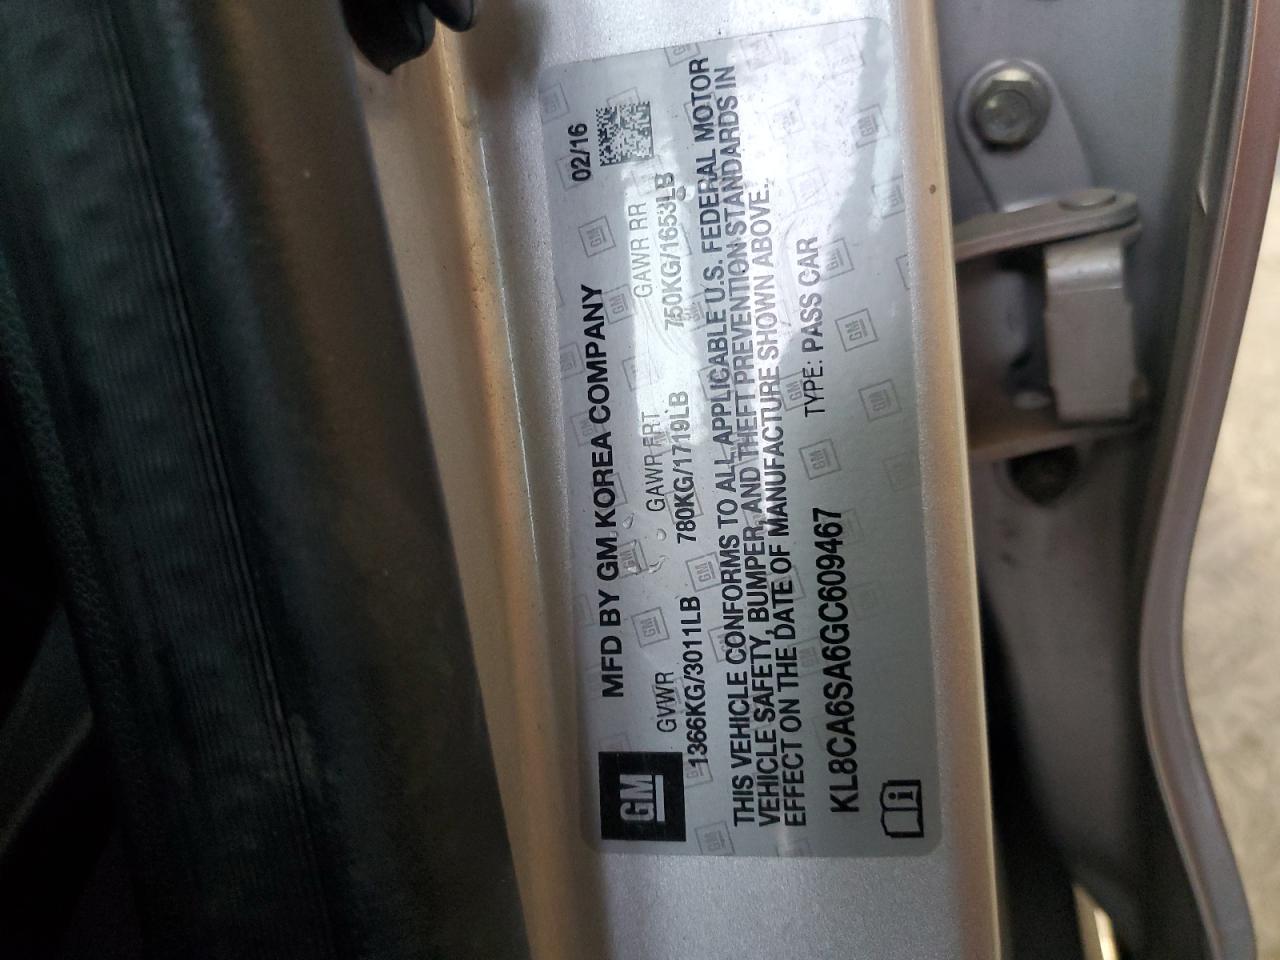 GM
MFD BY GM KOREA COMPANY 02/16
GVWR GAWR FRT GAWR RR
1366KG/3011LB 780KG/1719LB 750KG/1653LB
THIS VEHICLE CONFORMS TO ALL APPLICABLE U.S. FEDERAL MOTOR
VEHICLE SAFETY, BUMPER, AND THEFT PREVENTION STANDARDS IN
EFFECT ON THE DATE OF MANUFACTURE SHOWN ABOVE.
KL8CA6SA6GC609467 TYPE: PASS CAR